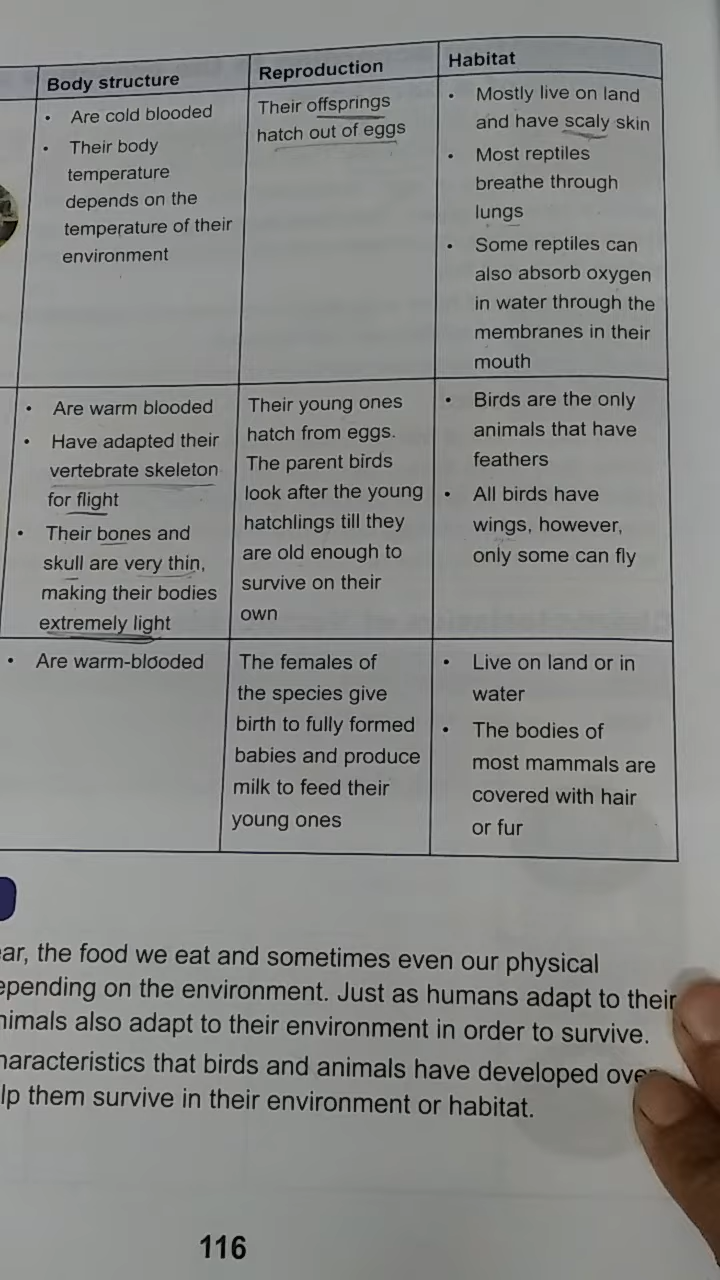 Body structure
Reproduction
Habitat
• Are cold blooded
• Their body
temperature
depends on the
temperature of their
environment
Their offsprings
hatch out of eggs
• Mostly live on land
and have scaly skin
• Most reptiles
breathe through
lungs
• Some reptiles can
also absorb oxygen
in water through the
membranes in their
mouth
• Are warm blooded
• Have adapted their
vertebrate skeleton
for flight
• Their bones and
skull are very thin,
making their bodies
extremely light
Their young ones
hatch from eggs.
The parent birds
look after the young
hatchlings till they
are old enough to
survive on their
own
• Birds are the only
animals that have
feathers
• All birds have
wings, however,
only some can fly
• Are warm-blooded
The females of
the species give
birth to fully formed
babies and produce
milk to feed their
young ones
• Live on land or in
water
• The bodies of
most mammals are
covered with hair
or fur
ear, the food we eat and sometimes even our physical
epending on the environment. Just as humans adapt to their
nimals also adapt to their environment in order to survive.
haracteristics that birds and animals have developed over
lp them survive in their environment or habitat.
116